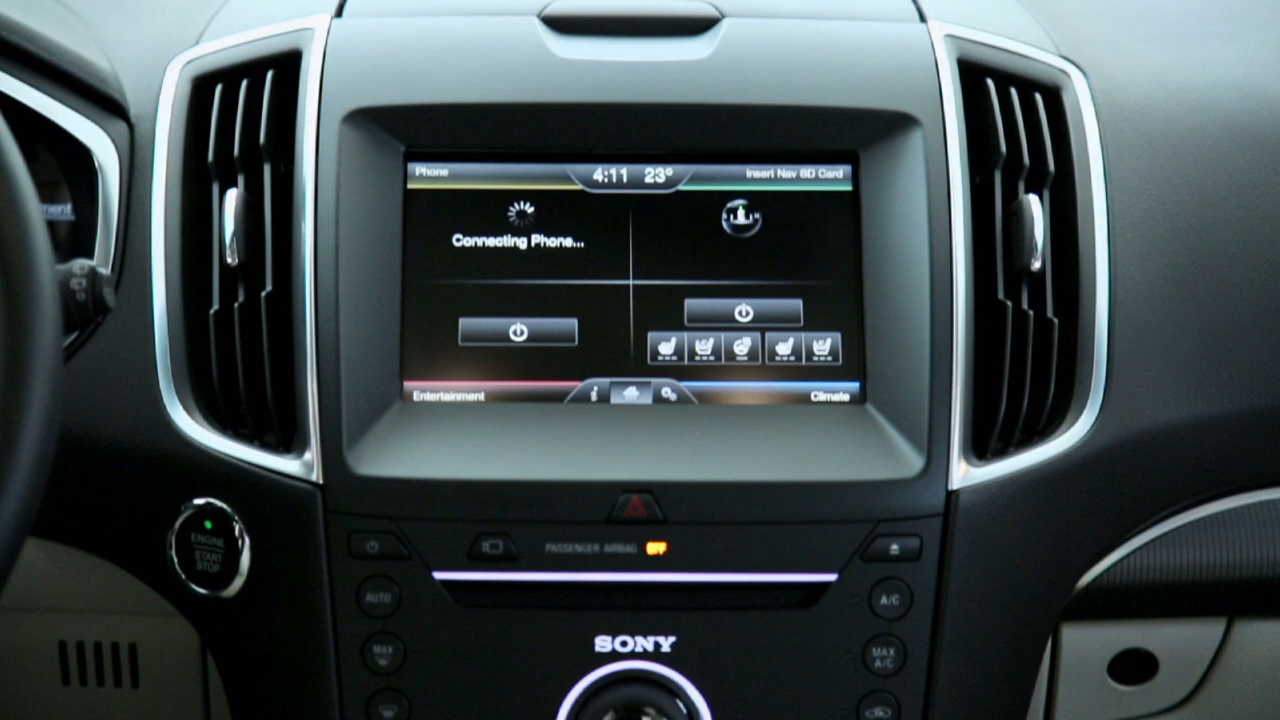 Phone
4:11 23°
Insert Nav SD Card
Connecting Phone...
Entertainment
i
Climate
ENGINE
START
STOP
PASSENGER AIRBAG OFF
AUTO
A/C
SONY
MAX
MAX
A/C